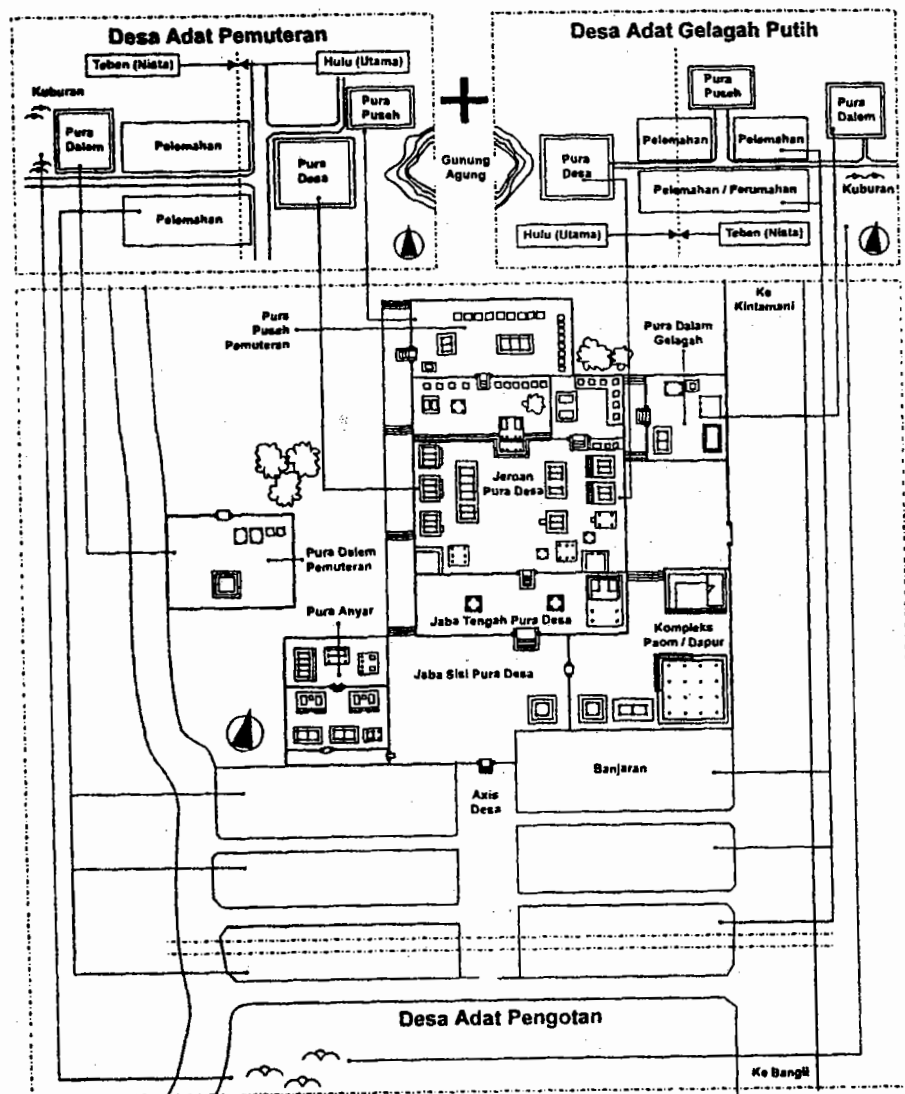 Desa Adat Pemuteran
Teben (Nista)
Hulu (Utama)
Kuburan
Pura
Dalem
Pelemahan
Pura
Puseh
Pura
Desa
Pelemahan
Gunung
Agung
Desa Adat Gelagah Putih
Pura
Puseh
Pura
Dalem
Pelemahan
Pelemahan
Pura
Desa
Pelemahan / Perumahan
Kuburan
Hulu (Utama)
Teben (Nista)
Ke
Kintamani
Pura
Puseh
Pemuteran
Pura Dalam
Gelagah
Jeroan
Pura Desa
Pura Dalem
Pemuteran
Pura Anyar
Jaba Tengah Pura Desa
Kompleks
Paom / Dapur
Jaba Sisi Pura Desa
Banjaran
Axis
Desa
Desa Adat Pengotan
Ke Bangli